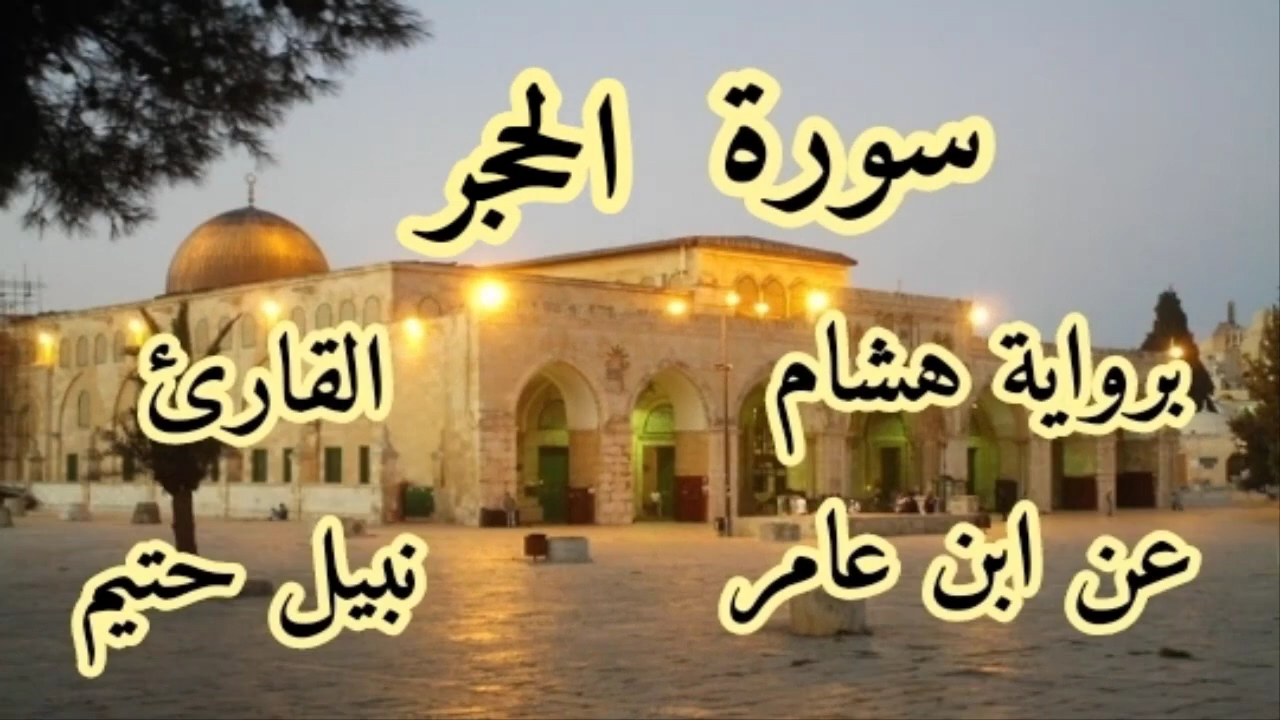 سورة الحجر
برواية هشام
عن ابن عامر
القارئ
نبيل حتيم